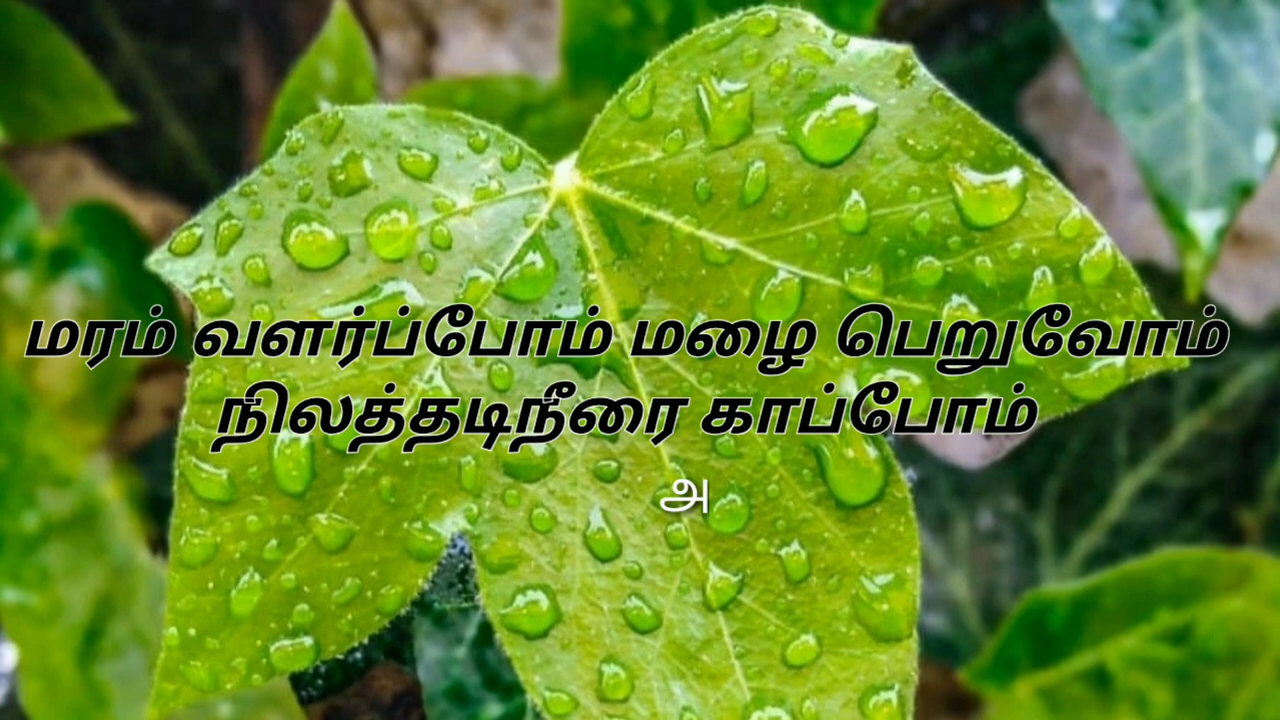 மரம் வளர்ப்போம் மழை பெறுவோம்
நிலத்தடிநீரை காப்போம்
அ